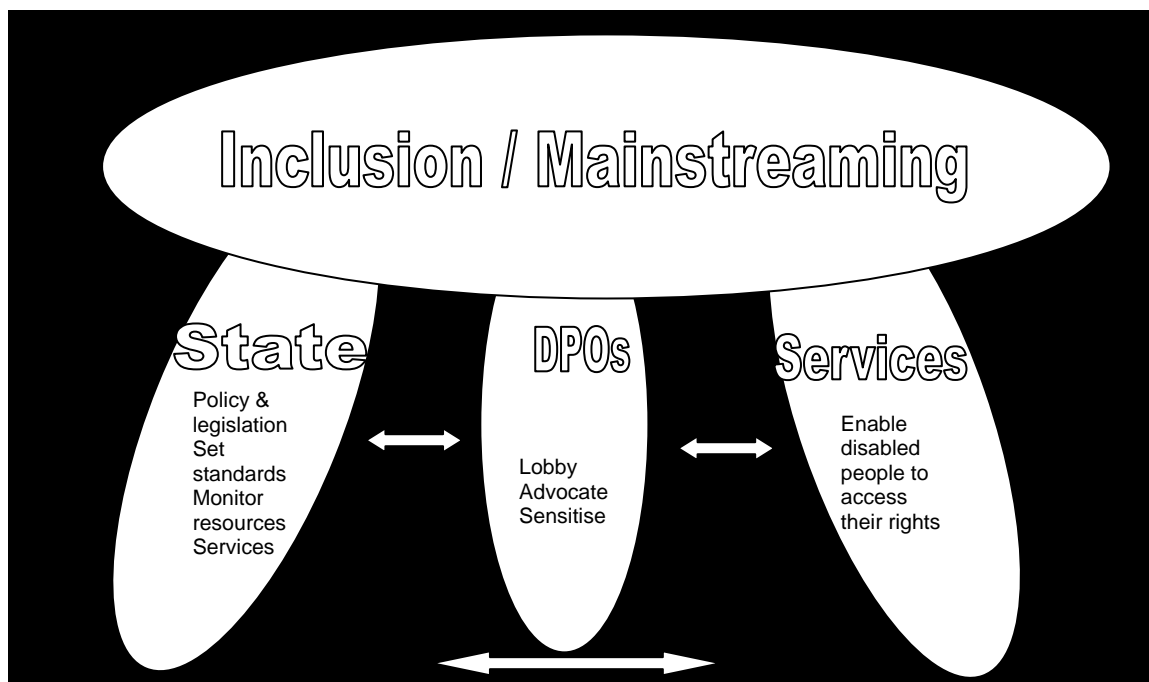 Inclusion / Mainstreaming
State
Policy &
legislation
Set
standards
Monitor
resources
Services
DPOs
Lobby
Advocate
Sensitise
Services
Enable
disabled
people to
access
their rights